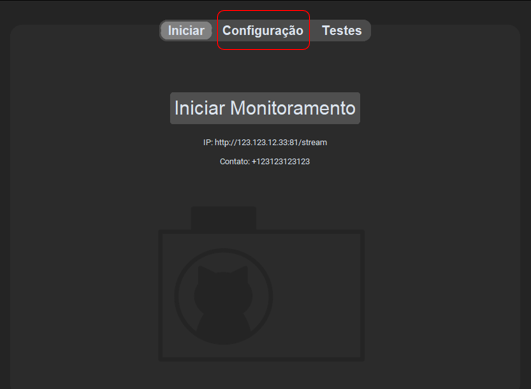 Iniciar Configuração Testes
Iniciar Monitoramento
IP: http://123.123.12.33:81/stream
Contato: +123123123123